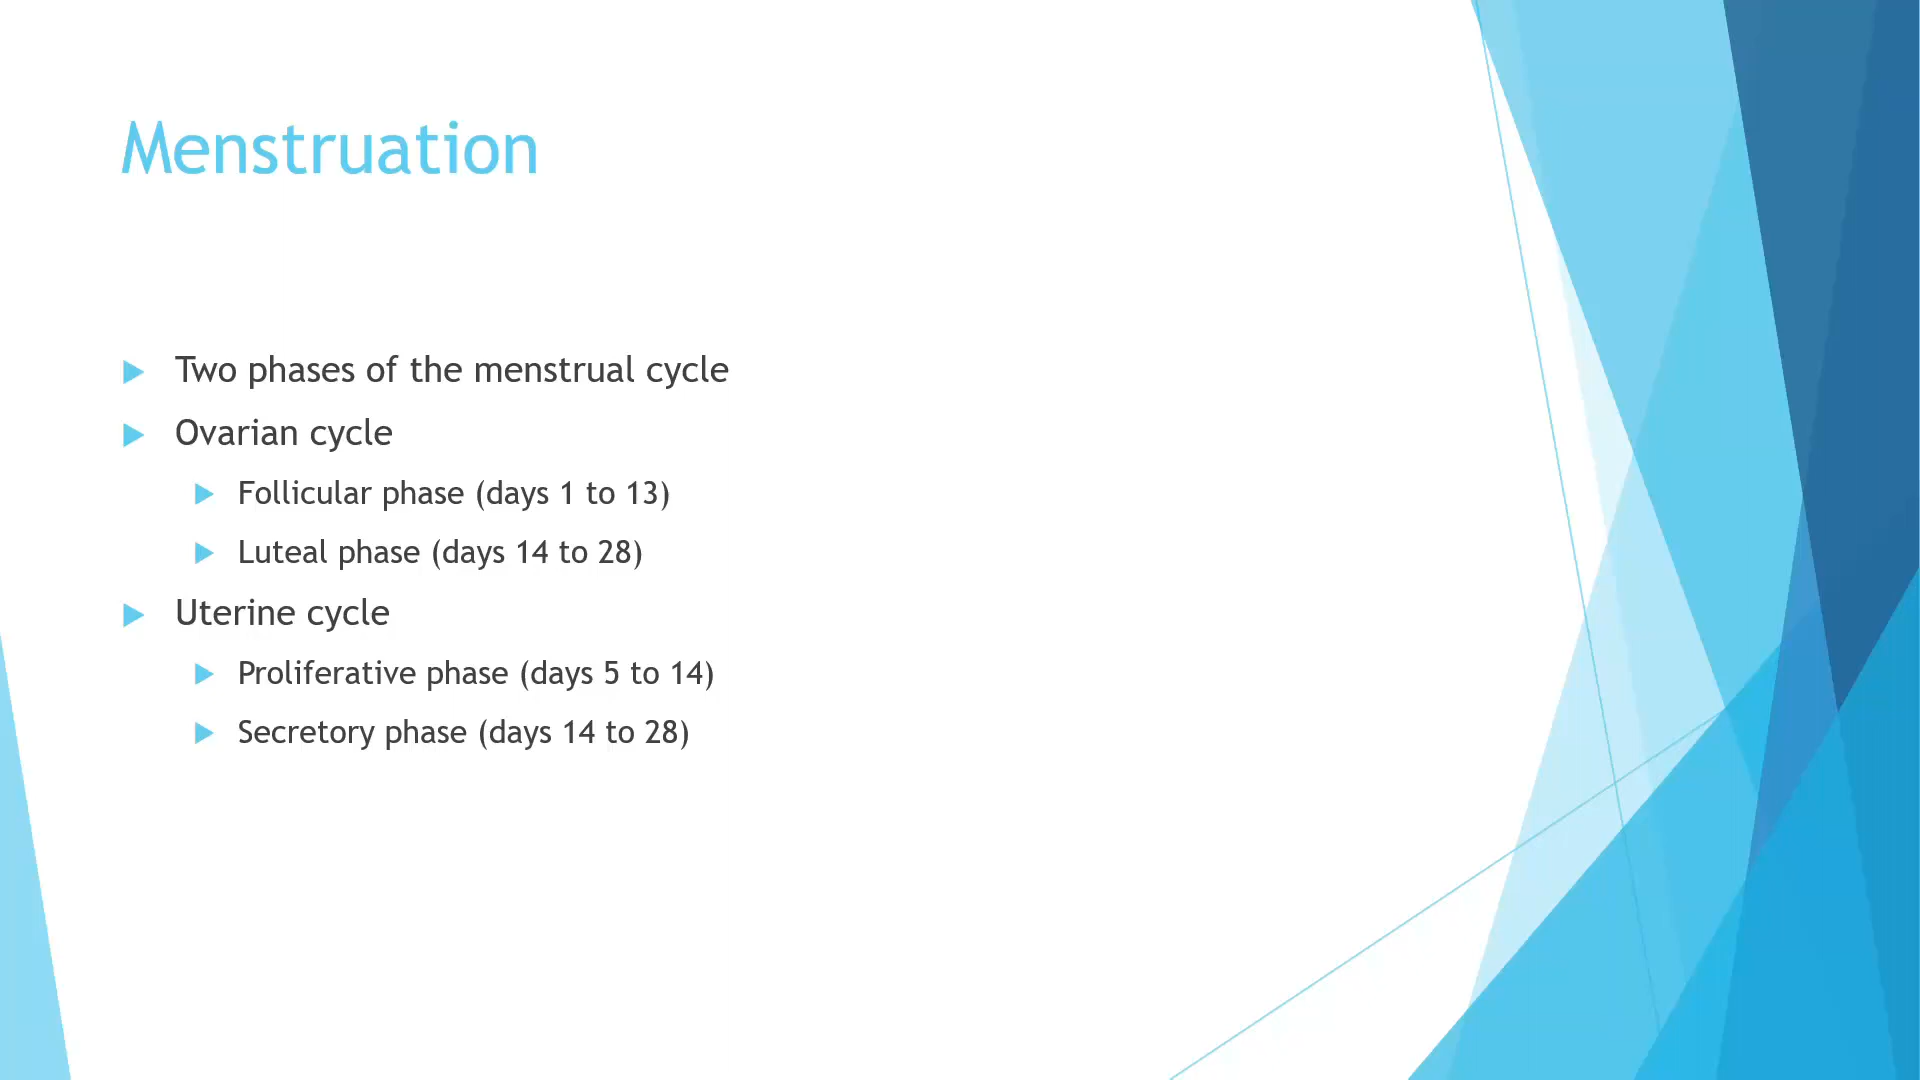 Menstruation
Two phases of the menstrual cycle
Ovarian cycle
Follicular phase (days 1 to 13)
Luteal phase (days 14 to 28)
Uterine cycle
Proliferative phase (days 5 to 14)
Secretory phase (days 14 to 28)